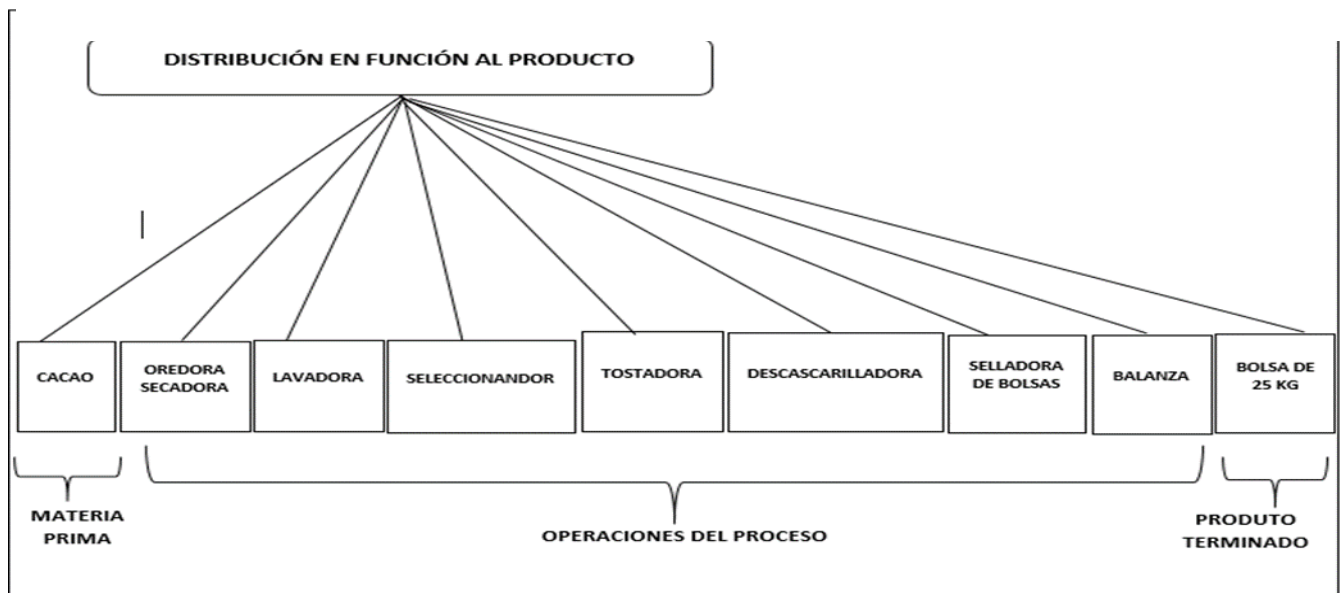 DISTRIBUCIÓN EN FUNCIÓN AL PRODUCTO
CACAO
OREDORA
SECADORA
LAVADORA
SELECCIONANDOR
TOSTADORA
DESCASCARILLADORA
SELLADORA
DE BOLSAS
BALANZA
BOLSA DE
25 KG
MATERIA
PRIMA
OPERACIONES DEL PROCESO
PRODUTO
TERMINADO